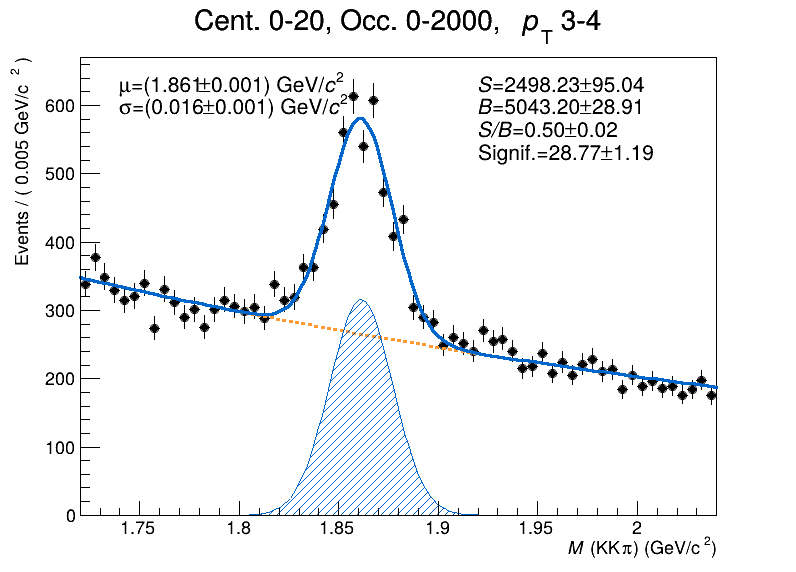 Cent. 0-20, Occ. 0-2000, pT 3-4
μ=(1.861±0.001) GeV/c²
σ=(0.016±0.001) GeV/c²
S=2498.23±95.04
B=5043.20±28.91
S/B=0.50±0.02
Signif.=28.77±1.19
Events / ( 0.005 GeV/c ² )
600
500
400
300
200
100
0
1.75 1.8 1.85 1.9 1.95 2
M (KKπ) (GeV/c²)